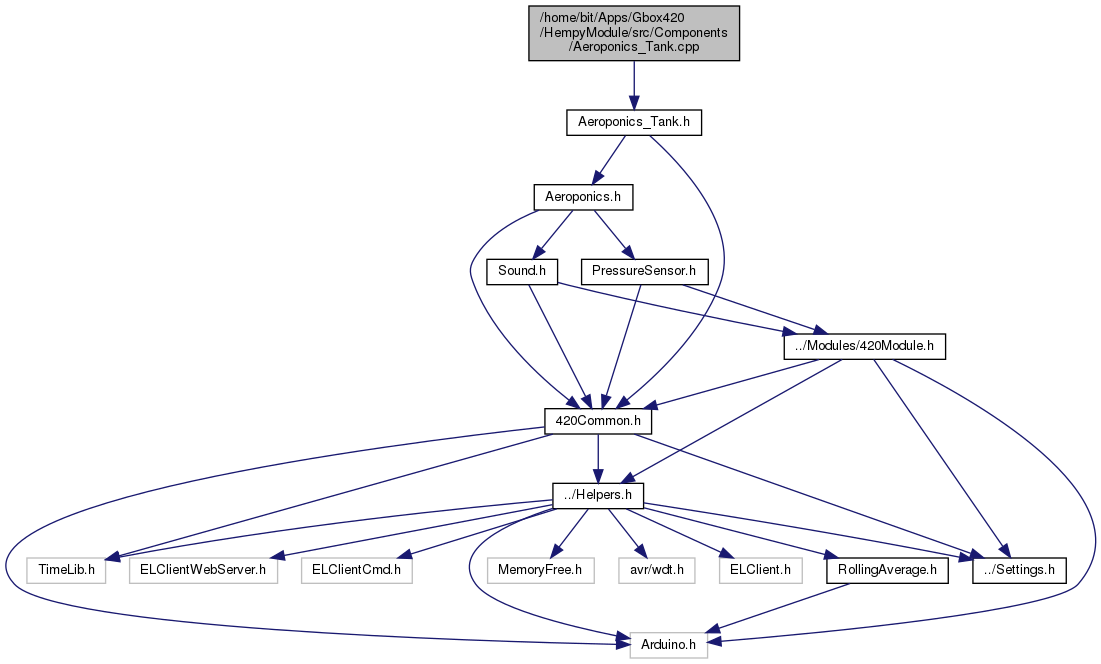 /home/bit/Apps/Gbox420
/HempyModule/src/Components
/Aeroponics_Tank.cpp
Aeroponics_Tank.h
Aeroponics.h
Sound.h
PressureSensor.h
../Modules/420Module.h
420Common.h
../Helpers.h
TimeLib.h
ELClientWebServer.h
ELClientCmd.h
MemoryFree.h
avr/wdt.h
ELClient.h
RollingAverage.h
../Settings.h
Arduino.h